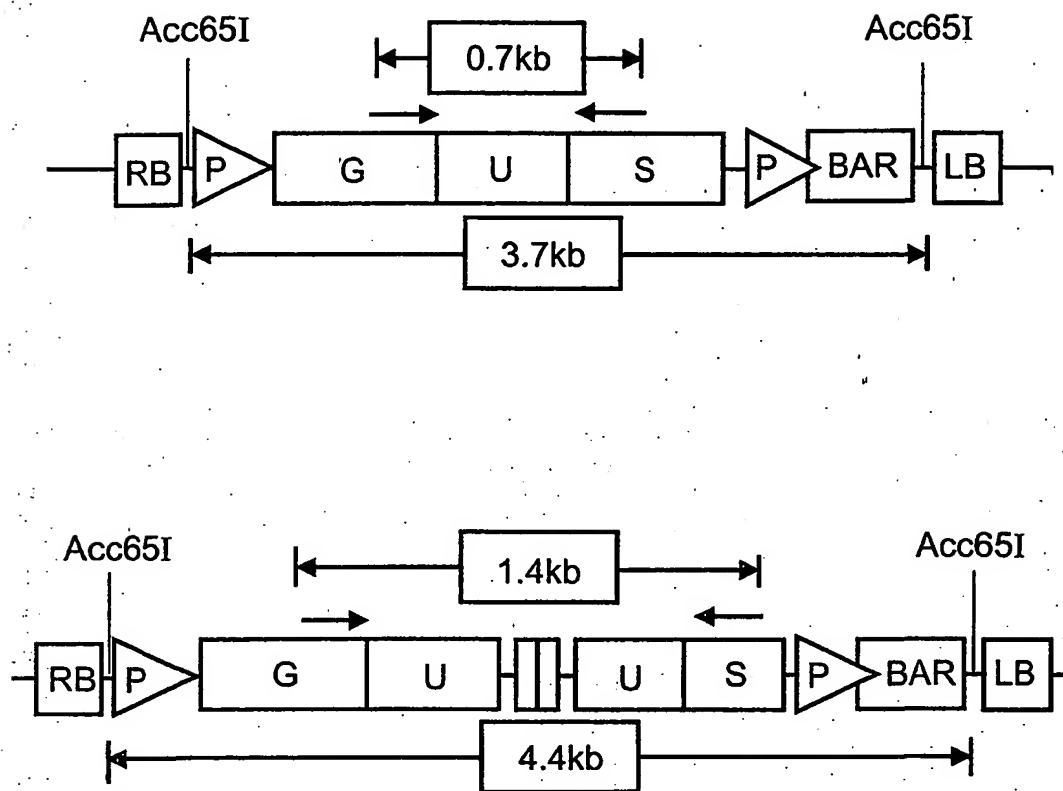 Acc65I Acc65I
0.7kb
RB P G U S P BAR LB
3.7kb
Acc65I Acc65I
1.4kb
RB P G U U S P BAR LB
4.4kb